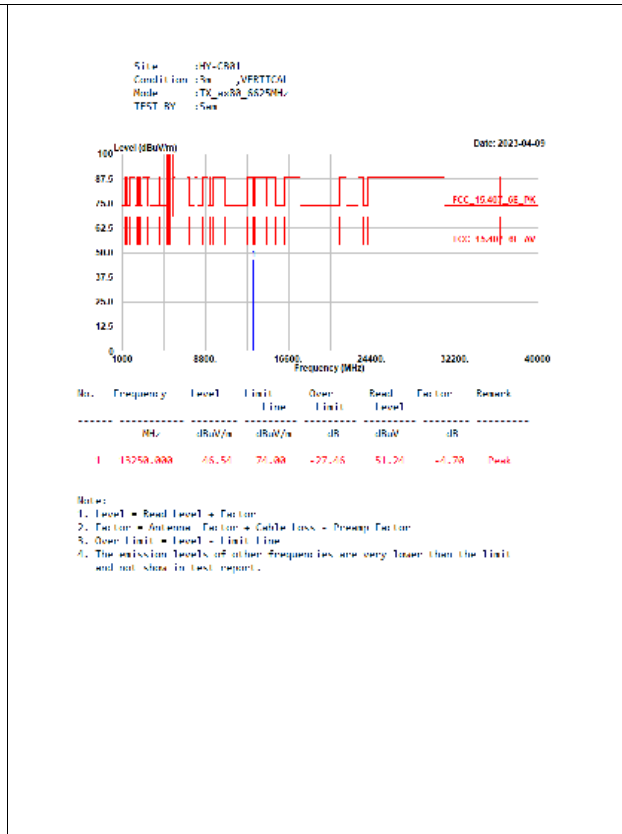 Site :HY-CB01
Condition :3m ,VERTICAL
Mode :TX_ax80_6625MHz
TEST BY :Sam
Level (dBuV/m)
Date: 2023-04-09
100
87.5
75.0
62.5
50.0
37.5
25.0
12.5
0
FCC_15.407_6E_PK
FCC_15.407_6E_AV
1000 8800. 16600. 24400. 32200. 40000
Frequency (MHz)
No. Frequency Level Limit Over Read Factor Remark
Line Limit Level
MHz dBuV/m dBuV/m dB dBuV dB
1 13250.000 46.54 74.00 -27.46 51.24 -4.70 Peak
Note:
1. Level = Read Level + Factor
2. Factor = Antenna Factor + Cable Loss - Preamp Factor
3. Over Limit = Level - Limit Line
4. The emission levels of other frequencies are very lower than the limit
and not show in test report.